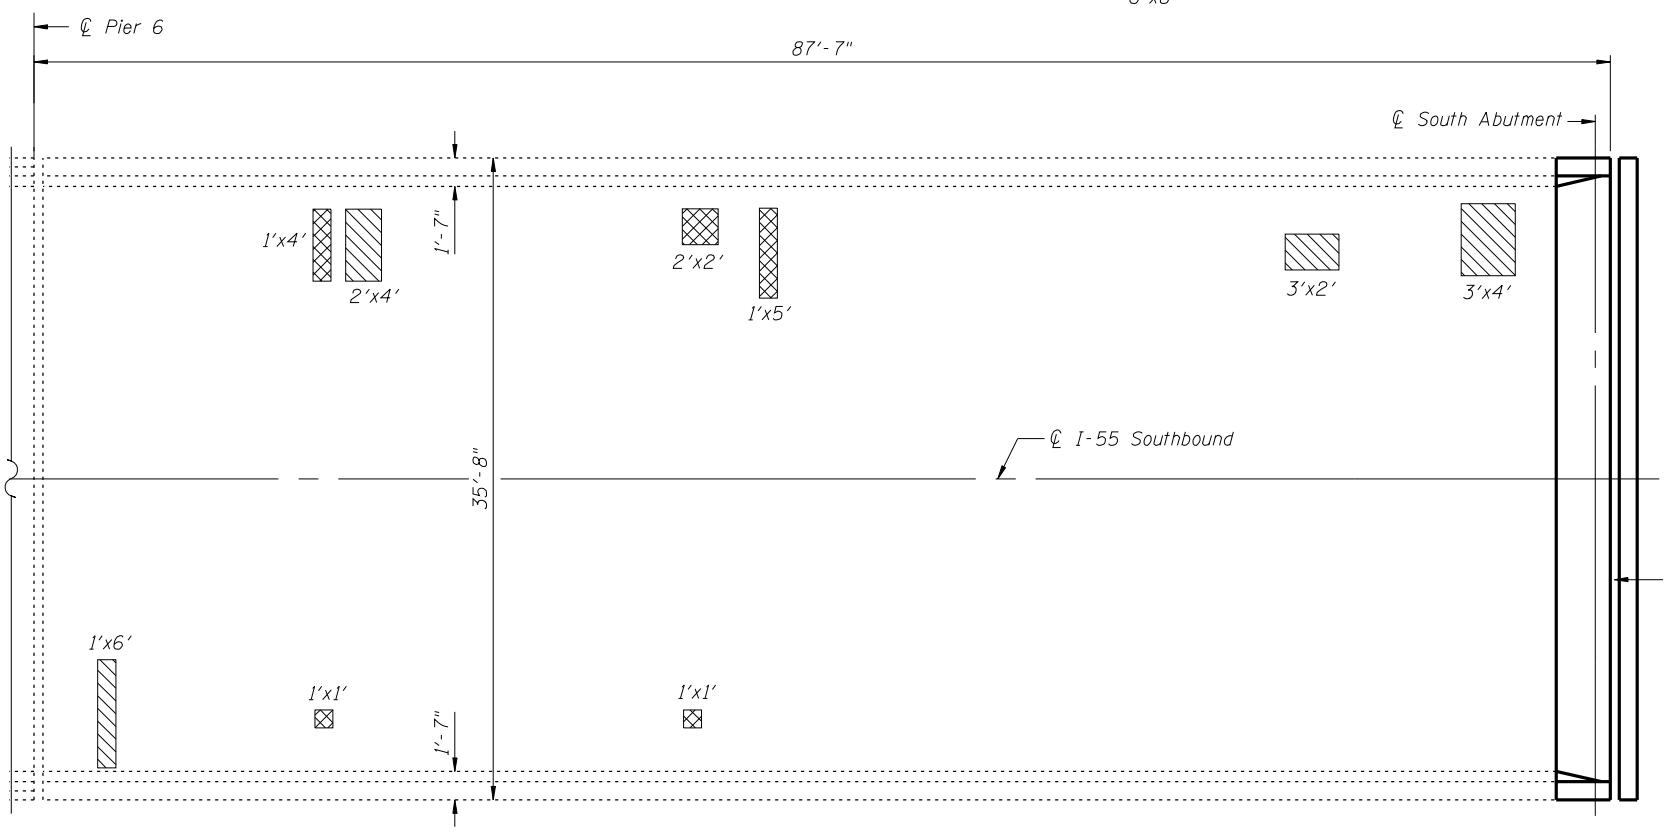 ℄ Pier 6
87'-7"
℄ South Abutment
1'-7"
1'x4'
2'x4'
2'x2'
1'x5'
3'x2'
3'x4'
℄ I-55 Southbound
35'-8"
1'x6'
1'x1'
1'x1'
1'-7"